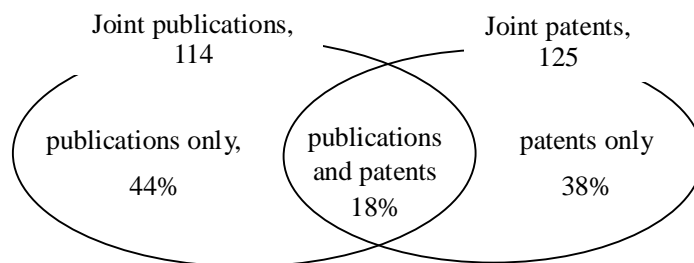 Joint publications,
114
Joint patents,
125
publications only,
44%
publications
and patents
18%
patents only
38%